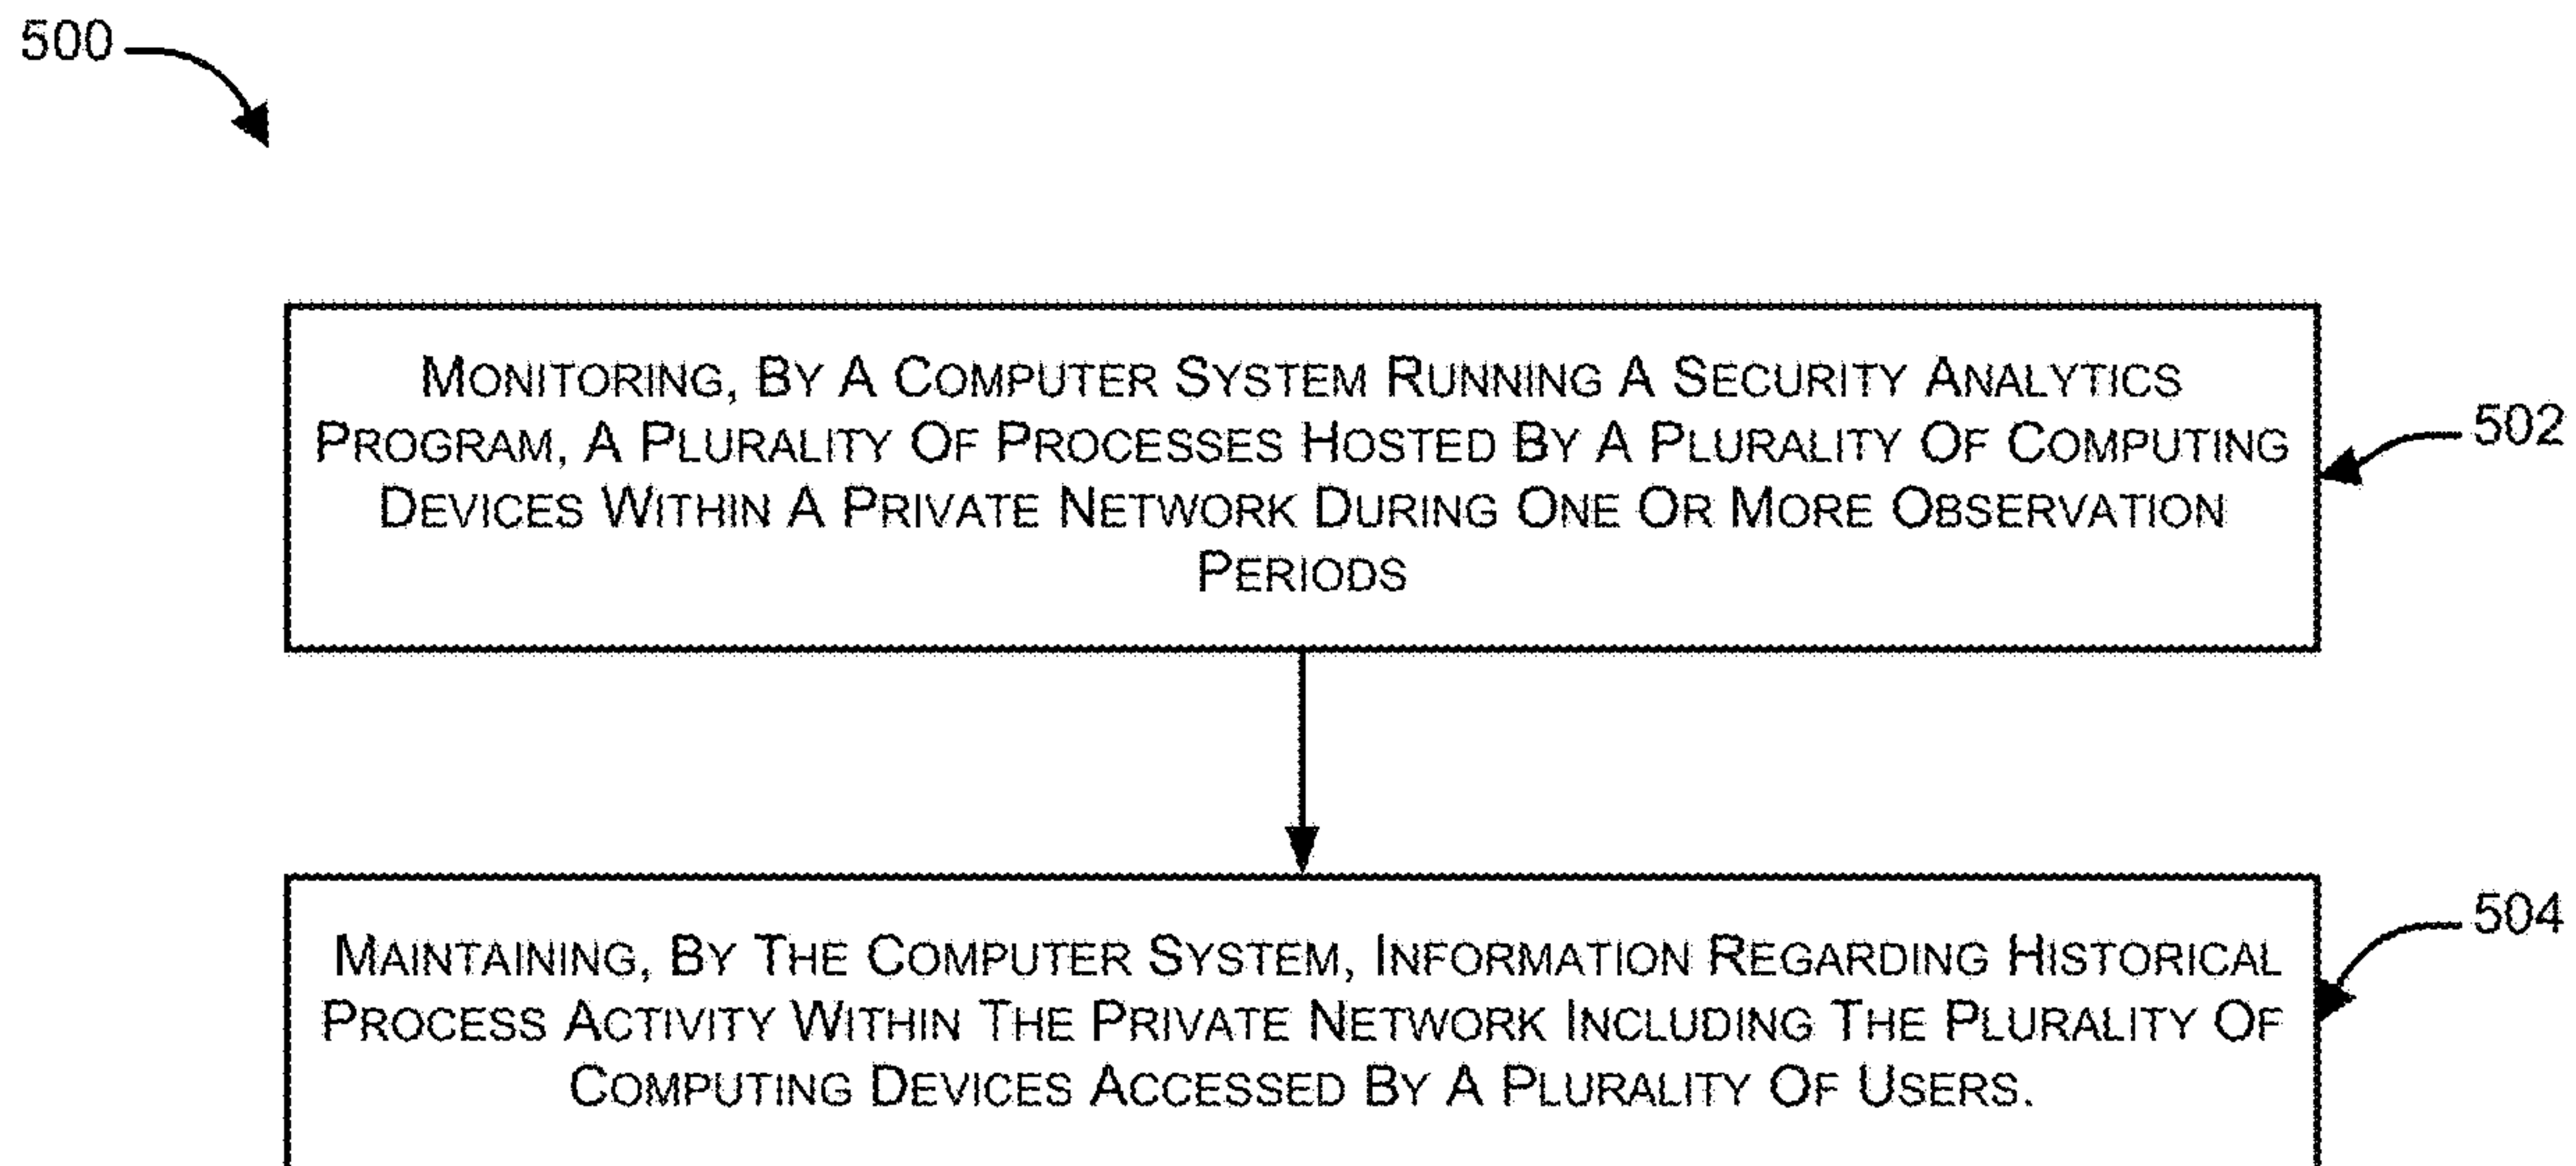 500
MONITORING, BY A COMPUTER SYSTEM RUNNING A SECURITY ANALYTICS
PROGRAM, A PLURALITY OF PROCESSES HOSTED BY A PLURALITY OF COMPUTING
DEVICES WITHIN A PRIVATE NETWORK DURING ONE OR MORE OBSERVATION
PERIODS
502
MAINTAINING, BY THE COMPUTER SYSTEM, INFORMATION REGARDING HISTORICAL
PROCESS ACTIVITY WITHIN THE PRIVATE NETWORK INCLUDING THE PLURALITY OF
COMPUTING DEVICES ACCESSED BY A PLURALITY OF USERS.
504